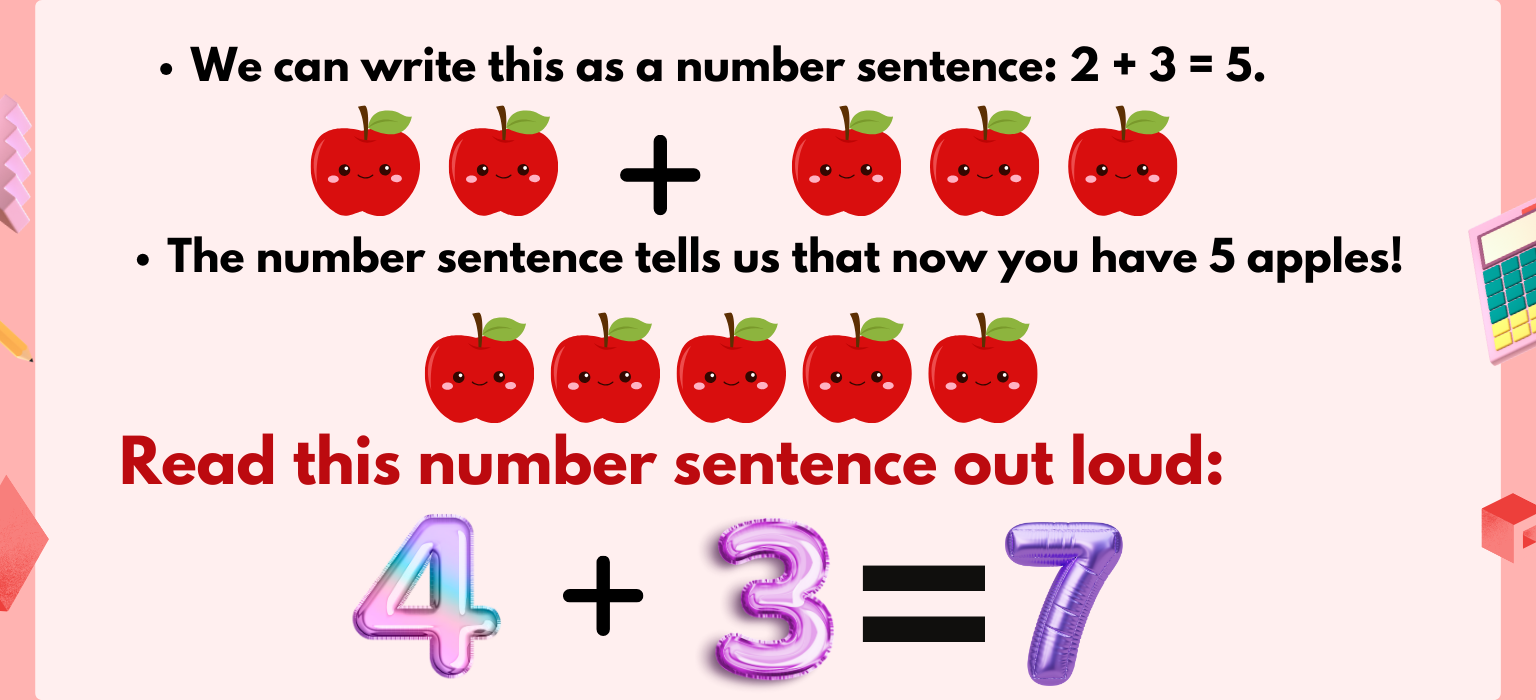 • We can write this as a number sentence: 2 + 3 = 5.
+
• The number sentence tells us that now you have 5 apples!
Read this number sentence out loud:
4 + 3 = 7